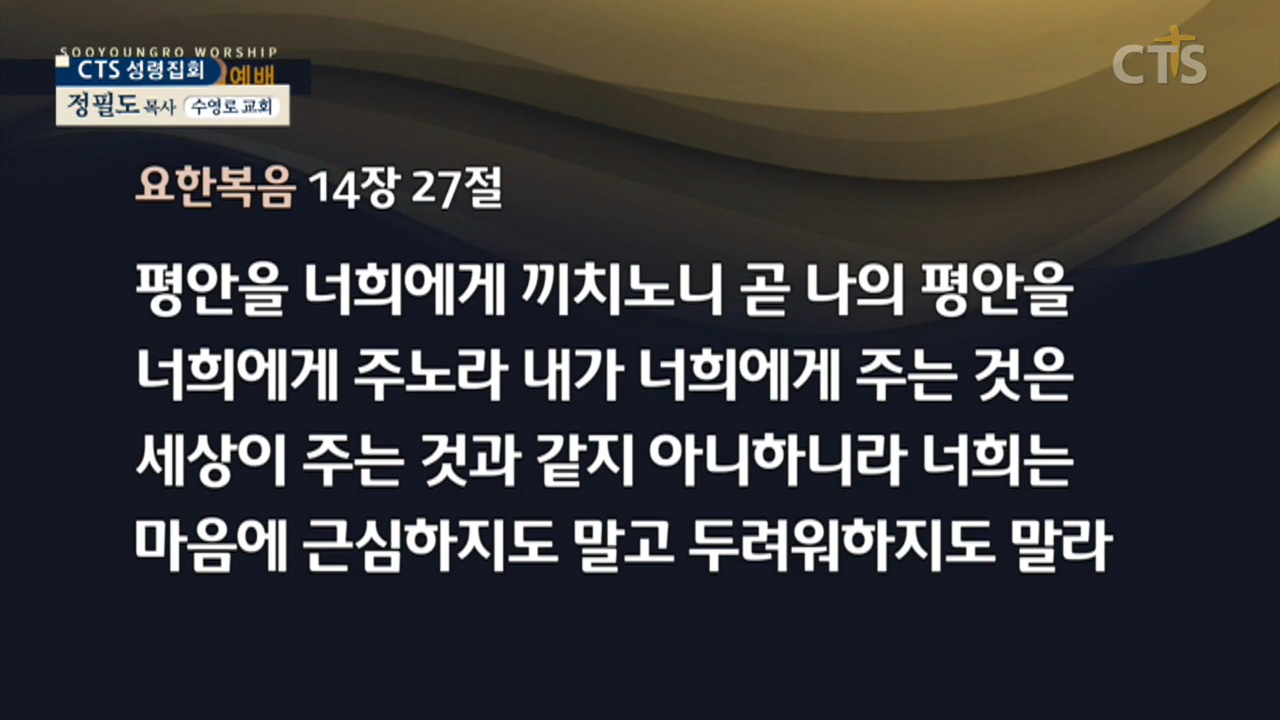 SOOYOUNGRO WORSHIP
CTS 성령집회
예배
정필도 목사 수영로 교회
CTS
요한복음 14장 27절
평안을 너희에게 끼치노니 곧 나의 평안을
너희에게 주노라 내가 너희에게 주는 것은
세상이 주는 것과 같지 아니하니라 너희는
마음에 근심하지도 말고 두려워하지도 말라